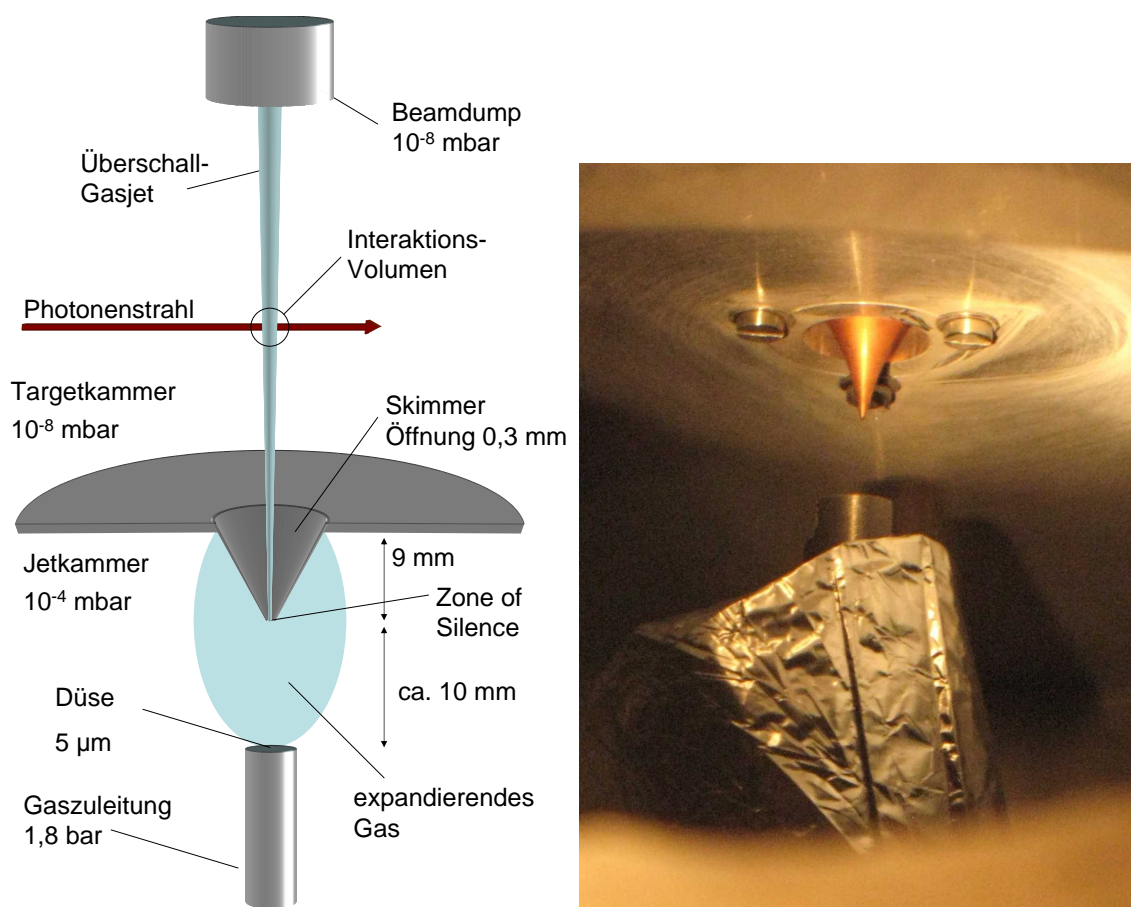 Beamdump
10⁻⁸ mbar
Überschall-
Gasjet
Interaktions-
Volumen
Photonenstrahl
Targetkammer
10⁻⁸ mbar
Skimmer
Öffnung 0,3 mm
Jetkammer
10⁻⁴ mbar
9 mm
Zone of
Silence
ca. 10 mm
Düse
5 µm
Gaszuleitung
1,8 bar
expandierendes
Gas